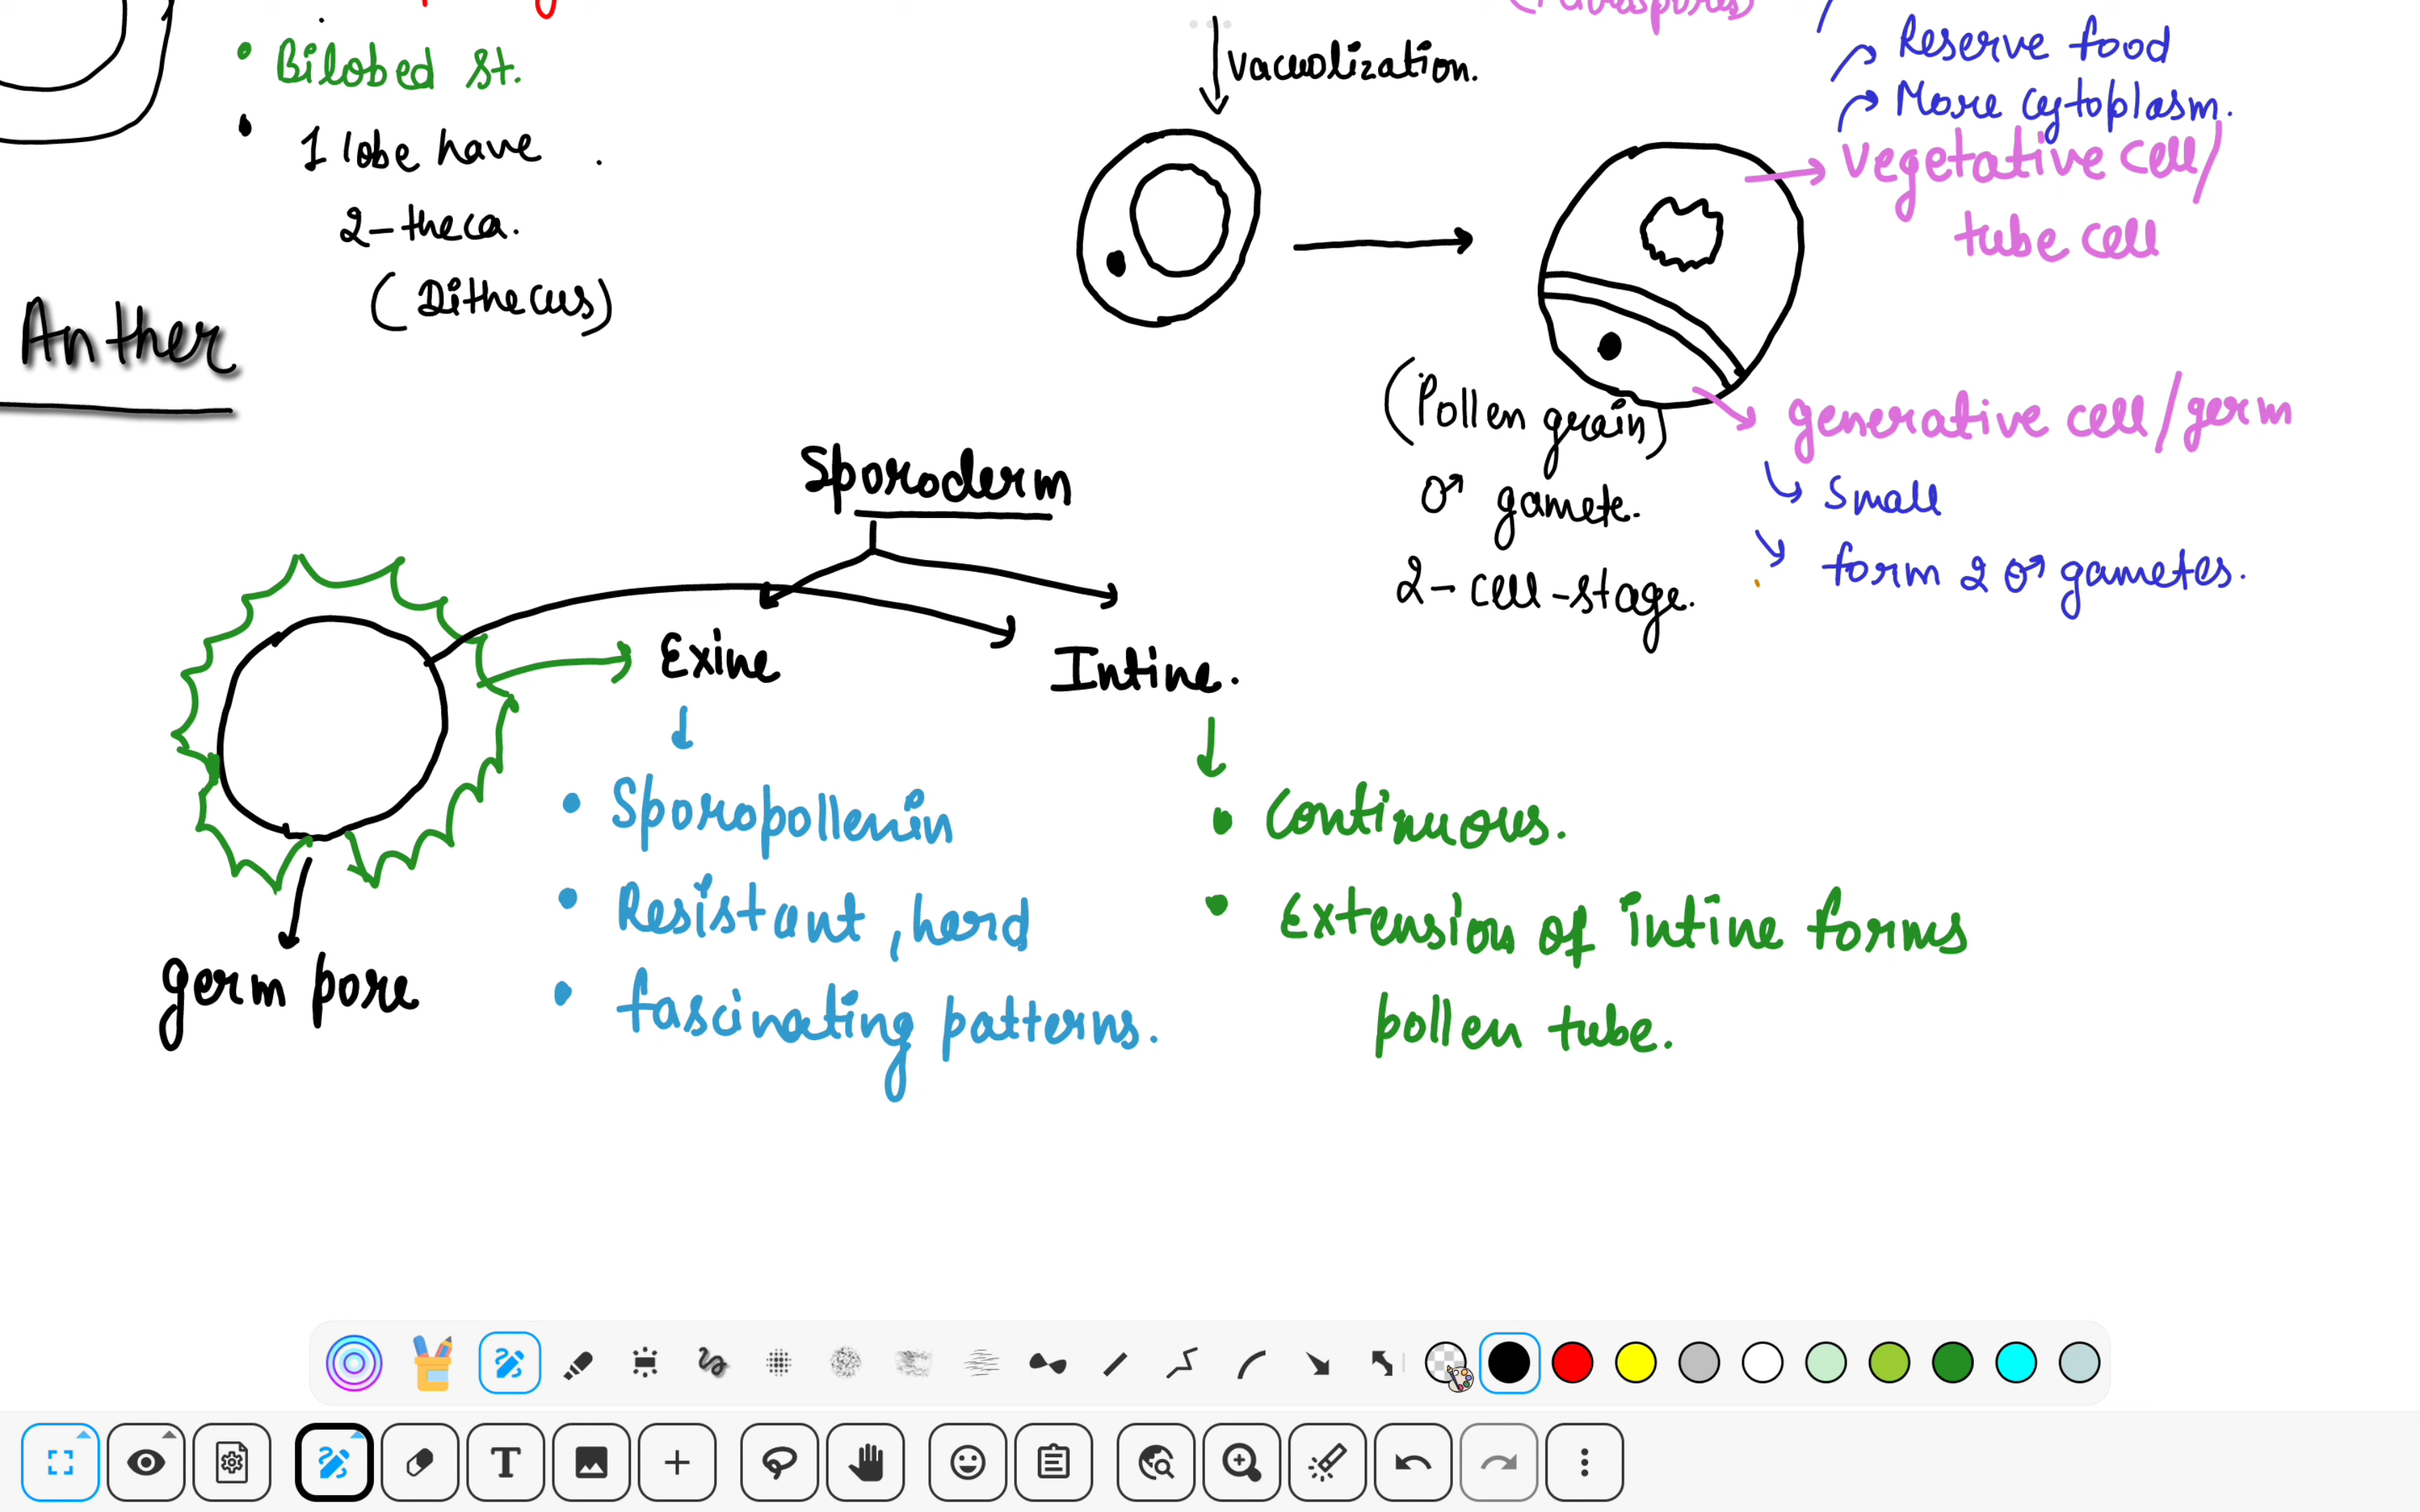 • Bilobed st.
• 1 lobe have
2-theca.
(Dithecus)
Anther
vacuolization.
Reserve food
More cytoplasm.
vegetative cell/
tube cell
(Pollen grain)
♂ gamete.
2-cell-stage.
generative cell/germ
small
form 2 ♂ gametes.
Sporoderm
Exine
Intine.
• Sporopollenin
• Resistant, hard
• fascinating patterns.
• Continuous.
• Extension of intine forms
pollen tube.
germ pore
T